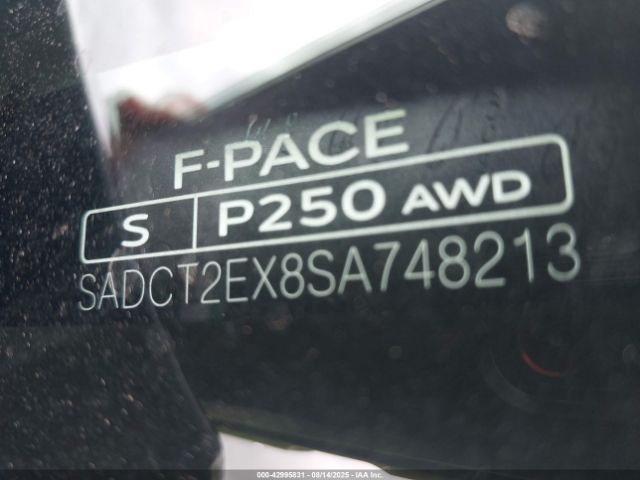 F-PACE
S P250 AWD
SADCT2EX8SA748213
000-42995831 - 08/14/2025 - IAA Inc.